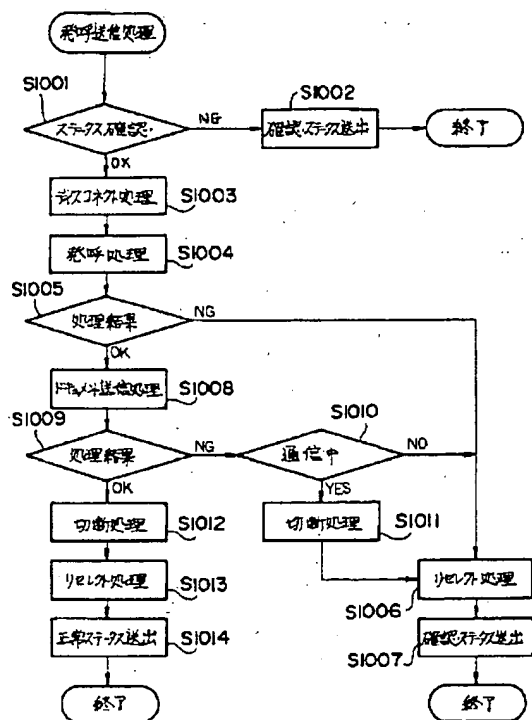 発呼送信処理
S1001
ステータス確認
NG
S1002
確認・ステータス送出
終了
OK
ディスコネクト処理
S1003
発呼処理
S1004
S1005
処理結果
NG
OK
ドキュメント送信処理
S1008
S1009
処理結果
NG
S1010
通信中
NO
OK
YES
切断処理
S1012
切断処理
S1011
リセレクト処理
S1013
リセレクト処理
S1006
正常ステータス送出
S1014
確認・ステータス送出
S1007
終了
終了